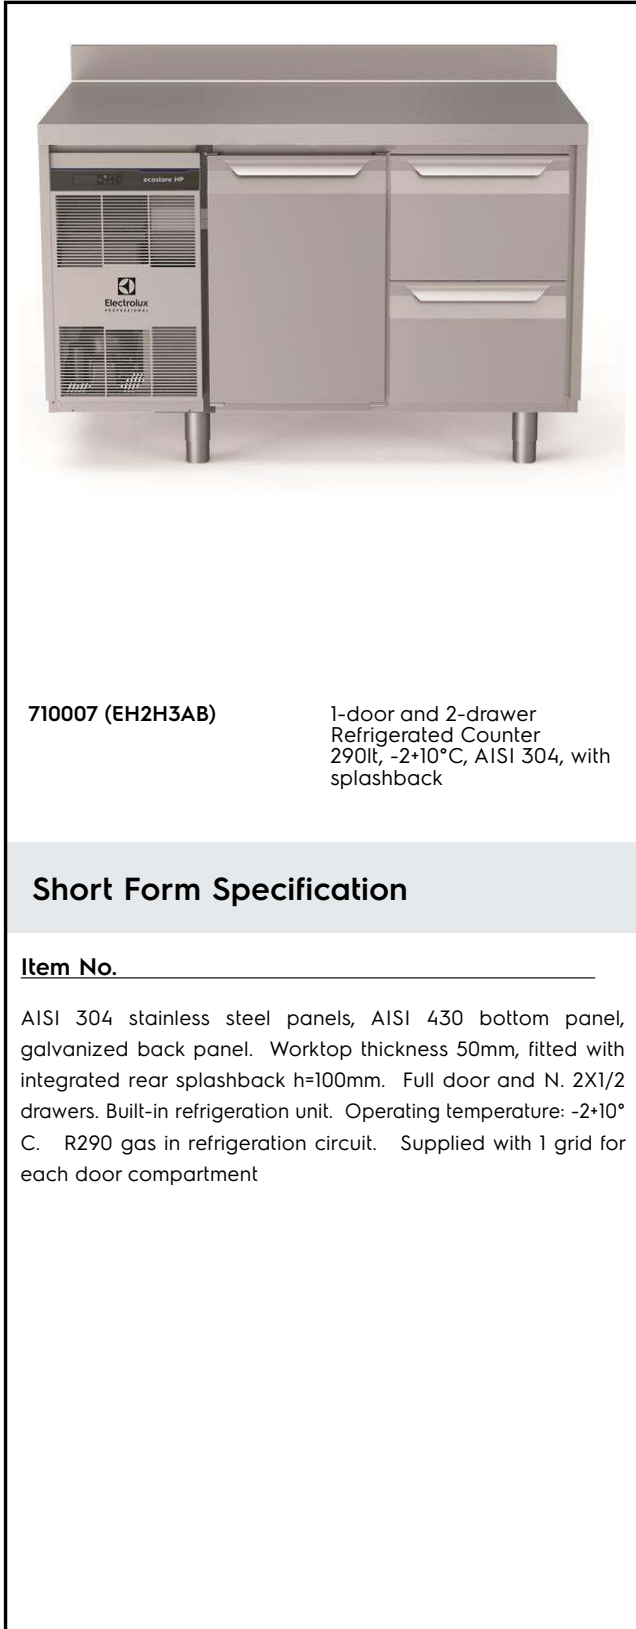 ecostore HP
Electrolux
PROFESSIONAL
710007 (EH2H3AB)
1-door and 2-drawer
Refrigerated Counter
290lt, -2+10°C, AISI 304, with
splashback
Short Form Specification
Item No.
AISI 304 stainless steel panels, AISI 430 bottom panel,
galvanized back panel. Worktop thickness 50mm, fitted with
integrated rear splashback h=100mm. Full door and N. 2X1/2
drawers. Built-in refrigeration unit. Operating temperature: -2+10°
C. R290 gas in refrigeration circuit. Supplied with 1 grid for
each door compartment